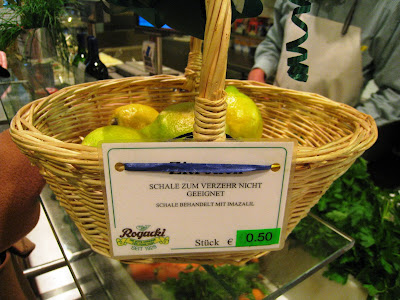 SCHALE ZUM VERZEHR NICHT
GEEIGNET
SCHALE BEHANDELT MIT IMAZALIL
Rogacki
Stück € 0.50